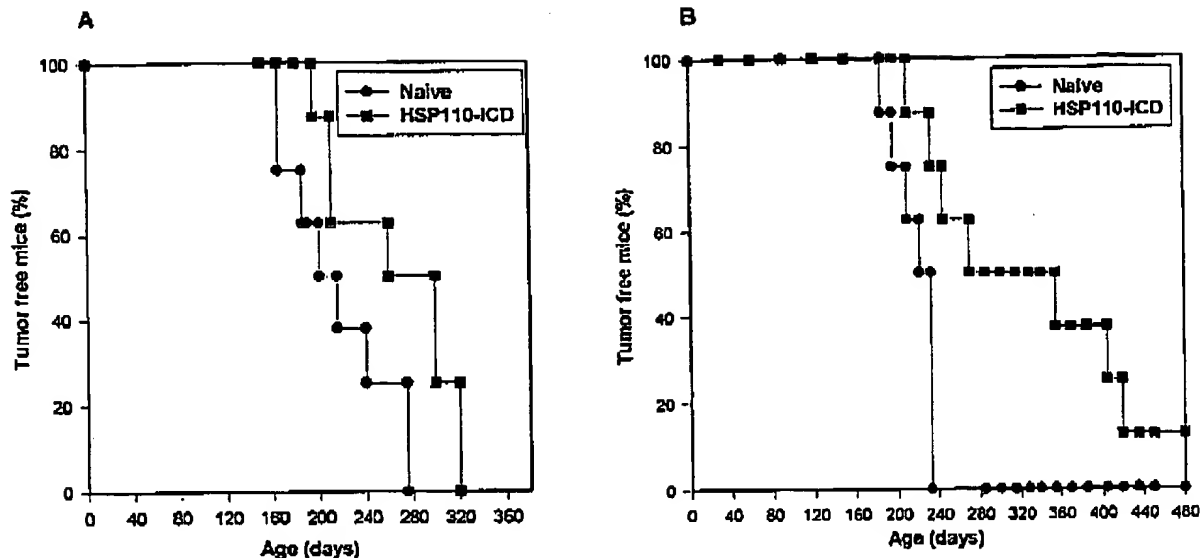 A
100
80
60
40
20
0
Tumor free mice (%)
Naive
HSP110-ICD
0 40 80 120 160 200 240 280 320 360
Age (days)
B
100
80
60
40
20
0
Tumor free mice (%)
Naive
HSP110-ICD
0 40 80 120 160 200 240 280 320 360 400 440 480
Age (days)